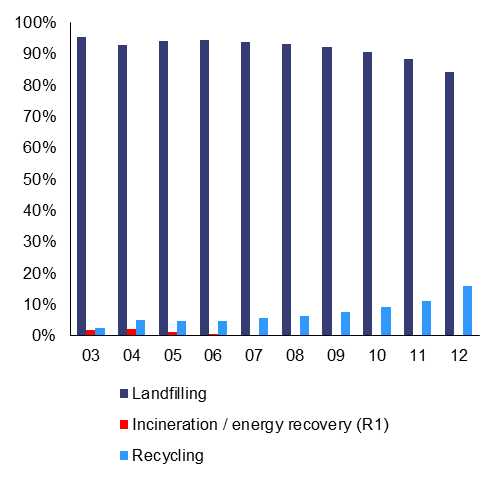 100%
90%
80%
70%
60%
50%
40%
30%
20%
10%
0%
03 04 05 06 07 08 09 10 11 12
Landfilling
Incineration / energy recovery (R1)
Recycling